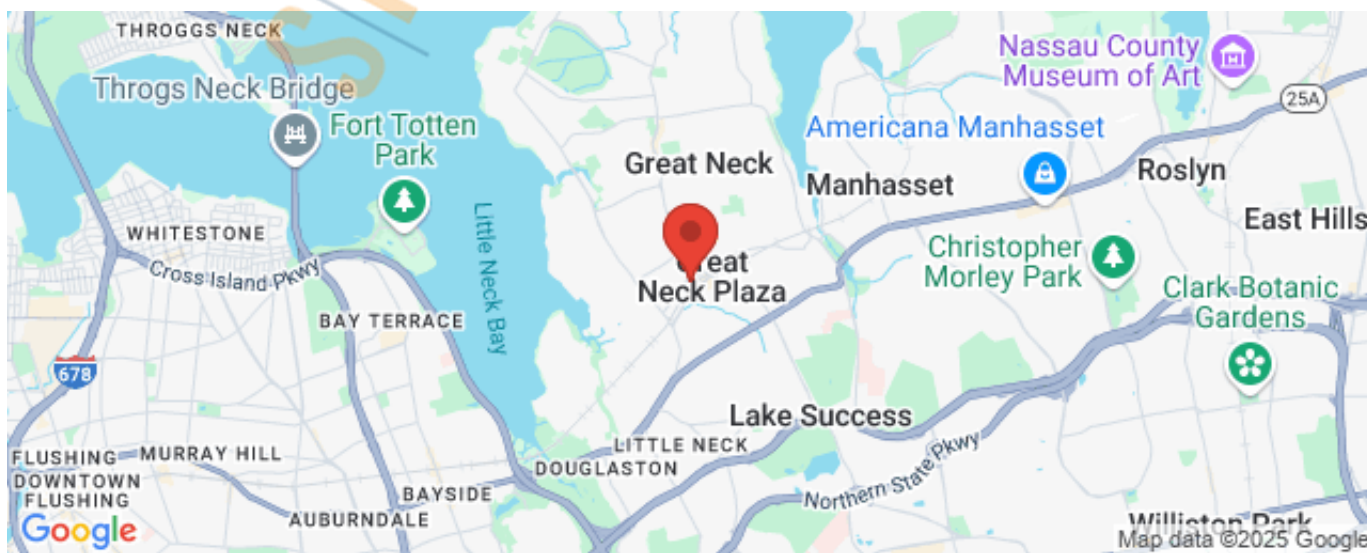 THROGGS NECK
Throgs Neck Bridge
Fort Totten
Park
Nassau County
Museum of Art
25A
Americana Manhasset
Great Neck
Manhasset
Roslyn
East Hills
WHITESTONE
Cross Island Pkwy
Little Neck Bay
Great
Neck Plaza
Christopher
Morley Park
Clark Botanic
Gardens
BAY TERRACE
678
Lake Success
LITTLE NECK
DOUGLASTON
Northern State Pkwy
FLUSHING
MURRAY HILL
DOWNTOWN
FLUSHING
BAYSIDE
AUBURNDALE
Williston Park
Google
Map data ©2025 Google